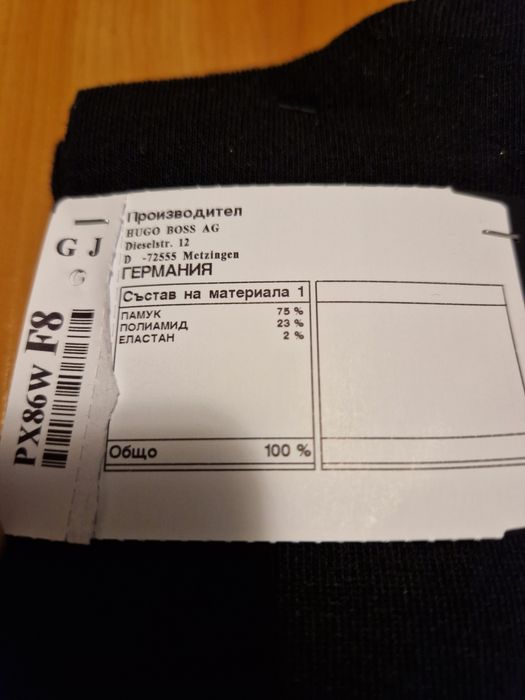 Производител
HUGO BOSS AG
Dieselstr. 12
D -72555 Metzingen
ГЕРМАНИЯ
Състав на материала 1
ПАМУК 75 %
ПОЛИАМИД 23 %
ЕЛАСТАН 2 %
Общо 100 %
G J
G
PX86W F8